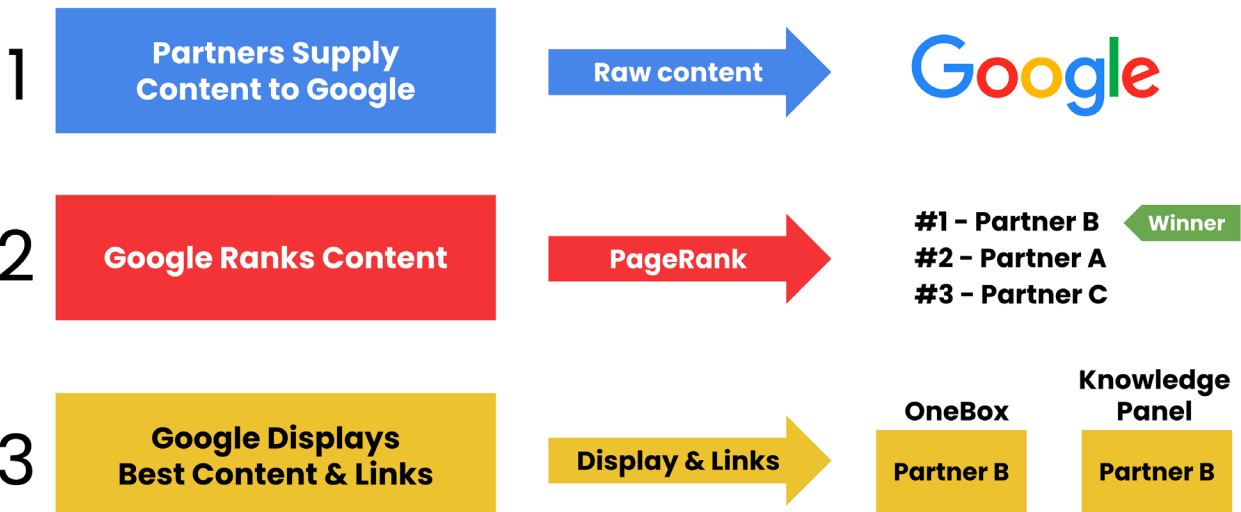 1
Partners Supply
Content to Google
Raw content
Google
2
Google Ranks Content
PageRank
#1 - Partner B
Winner
#2 - Partner A
#3 - Partner C
3
Google Displays
Best Content & Links
Display & Links
OneBox
Partner B
Knowledge
Panel
Partner B